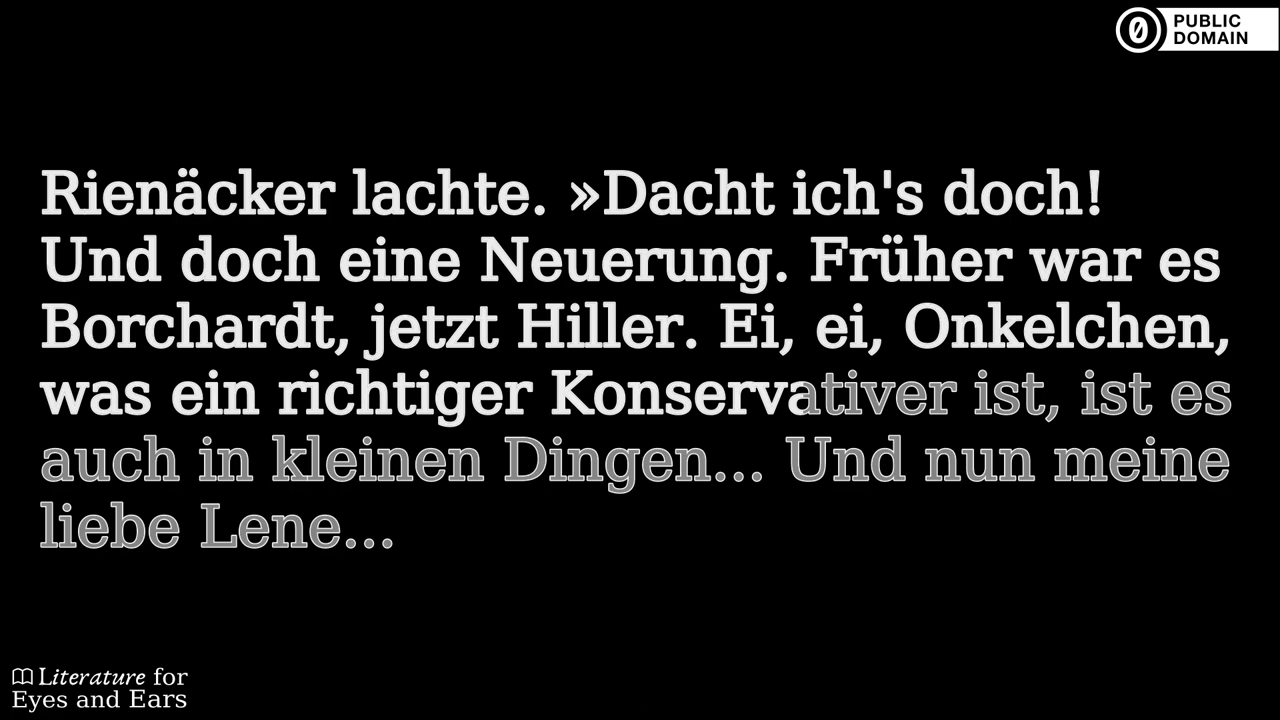 PUBLIC
DOMAIN
Rienäcker lachte. »Dacht ich's doch!
Und doch eine Neuerung. Früher war es
Borchardt, jetzt Hiller. Ei, ei, Onkelchen,
was ein richtiger Konservativer ist, ist es
auch in kleinen Dingen... Und nun meine
liebe Lene...
Literature for
Eyes and Ears